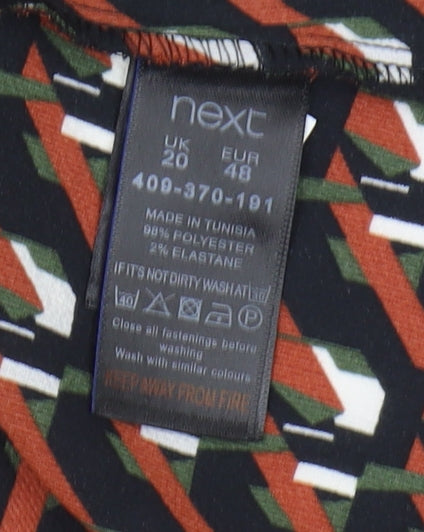 next
UK EUR
20 48
409-370-191
MADE IN TUNISIA
98% POLYESTER
2% ELASTANE
IF IT'S NOT DIRTY WASH AT 30
40 P
Close all fastenings before
washing
Wash with similar colours
KEEP AWAY FROM FIRE